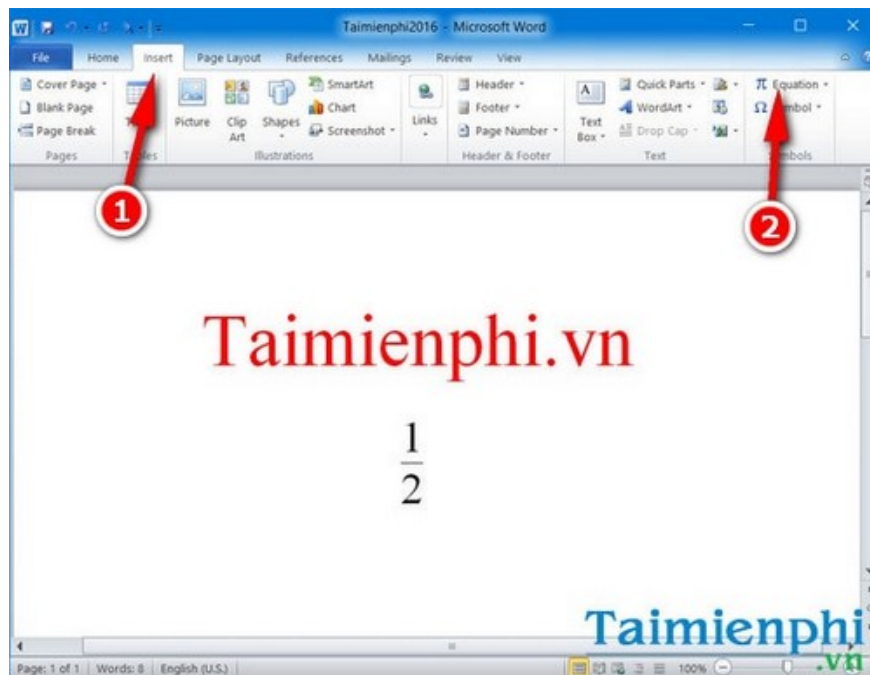 Taimienphi2016 - Microsoft Word
File Home Insert Page Layout References Mailings Review View
Cover Page
Blank Page
Page Break
Pages
Picture
Clip Art
Shapes
SmartArt
Chart
Screenshot
Illustrations
Links
Header
Footer
Page Number
Header & Footer
Text Box
Quick Parts
WordArt
Drop Cap
Text
π Equation
Ω
1
2
Taimienphi.vn
1
2
Taimienphi
.vn
Page: 1 of 1 Words: 8 English (U.S.) 100%